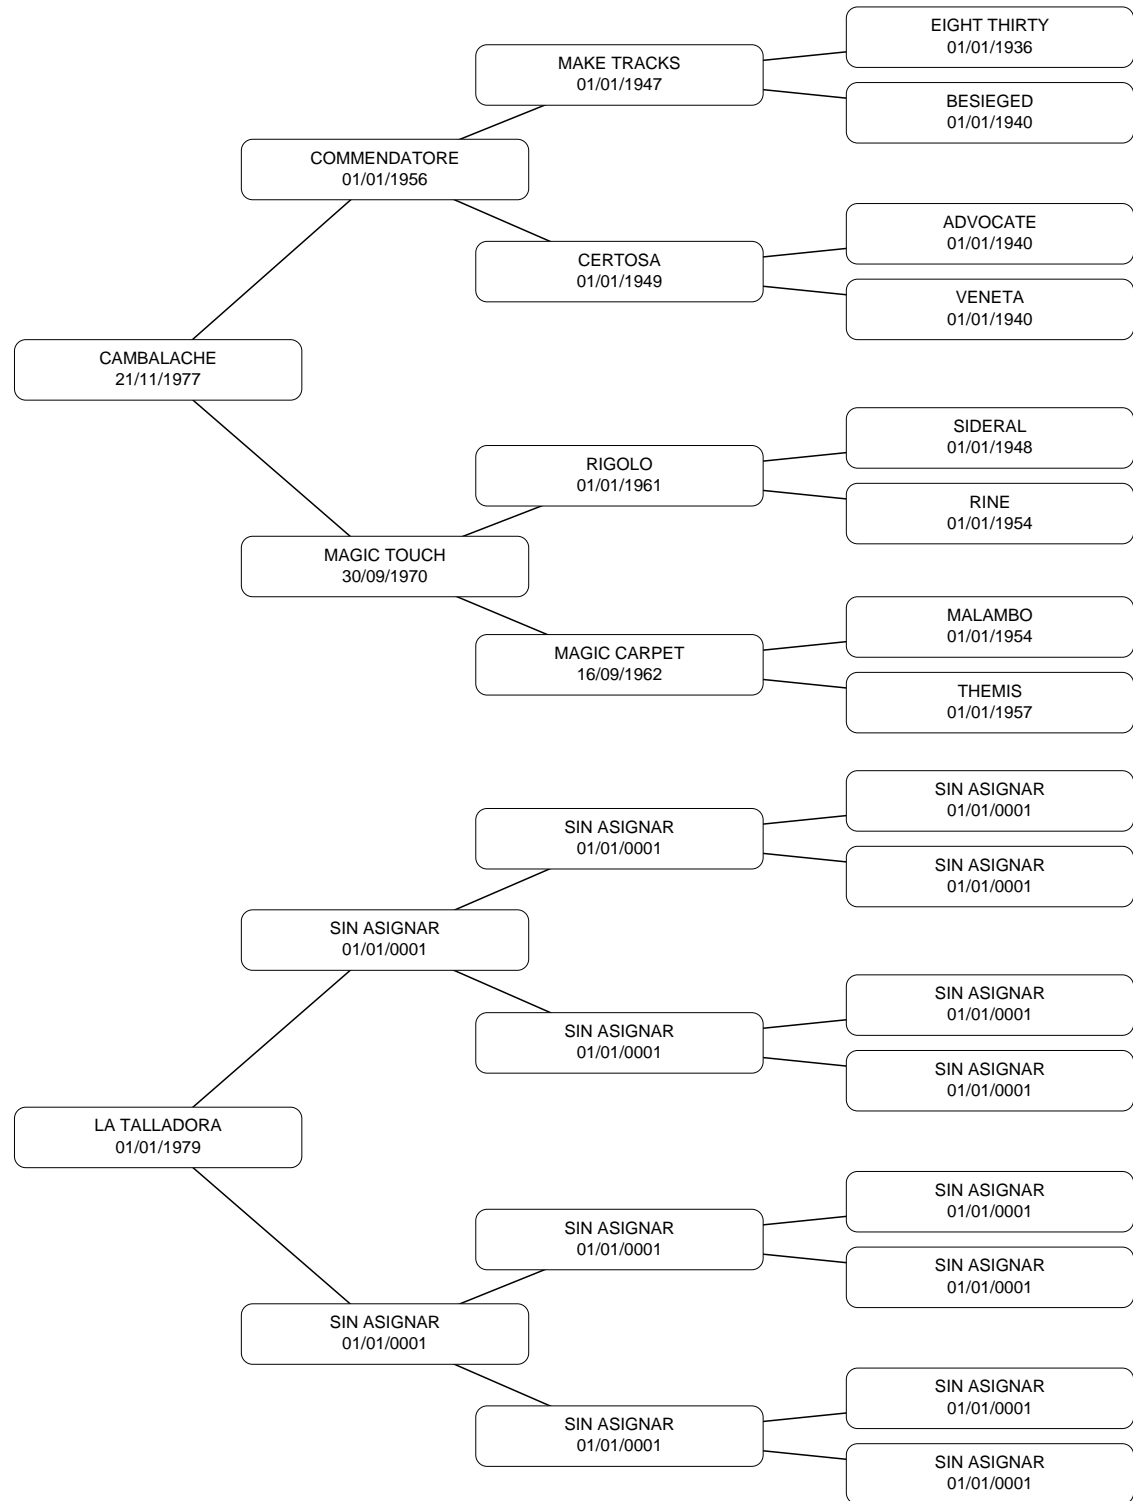 EIGHT THIRTY
01/01/1936
MAKE TRACKS
01/01/1947
BESIEGED
01/01/1940
COMMENDATORE
01/01/1956
ADVOCATE
01/01/1940
CERTOSA
01/01/1949
VENETA
01/01/1940
CAMBALACHE
21/11/1977
SIDERAL
01/01/1948
RIGOLO
01/01/1961
RINE
01/01/1954
MAGIC TOUCH
30/09/1970
MALAMBO
01/01/1954
MAGIC CARPET
16/09/1962
THEMIS
01/01/1957
SIN ASIGNAR
01/01/0001
SIN ASIGNAR
01/01/0001
SIN ASIGNAR
01/01/0001
SIN ASIGNAR
01/01/0001
SIN ASIGNAR
01/01/0001
SIN ASIGNAR
01/01/0001
SIN ASIGNAR
01/01/0001
LA TALLADORA
01/01/1979
SIN ASIGNAR
01/01/0001
SIN ASIGNAR
01/01/0001
SIN ASIGNAR
01/01/0001
SIN ASIGNAR
01/01/0001
SIN ASIGNAR
01/01/0001
SIN ASIGNAR
01/01/0001
SIN ASIGNAR
01/01/0001